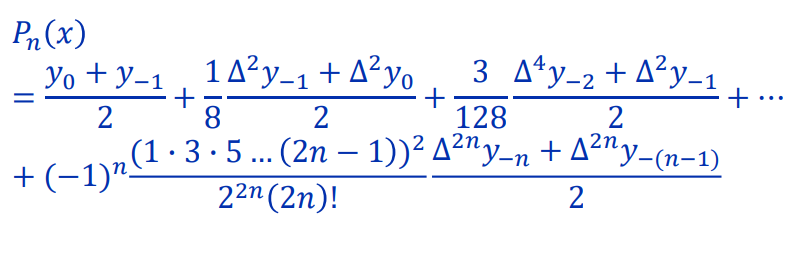 Pₙ(x)
= (y₀ + y₋₁)/2 + 1/8 (Δ²y₋₁ + Δ²y₀)/2 + 3/128 (Δ⁴y₋₂ + Δ²y₋₁)/2 + ⋯
+ (−1)ⁿ (1 · 3 · 5 … (2n − 1))²/(2²ⁿ(2n)!) (Δ²ⁿy₋ₙ + Δ²ⁿy₋₍ₙ₋₁₎)/2